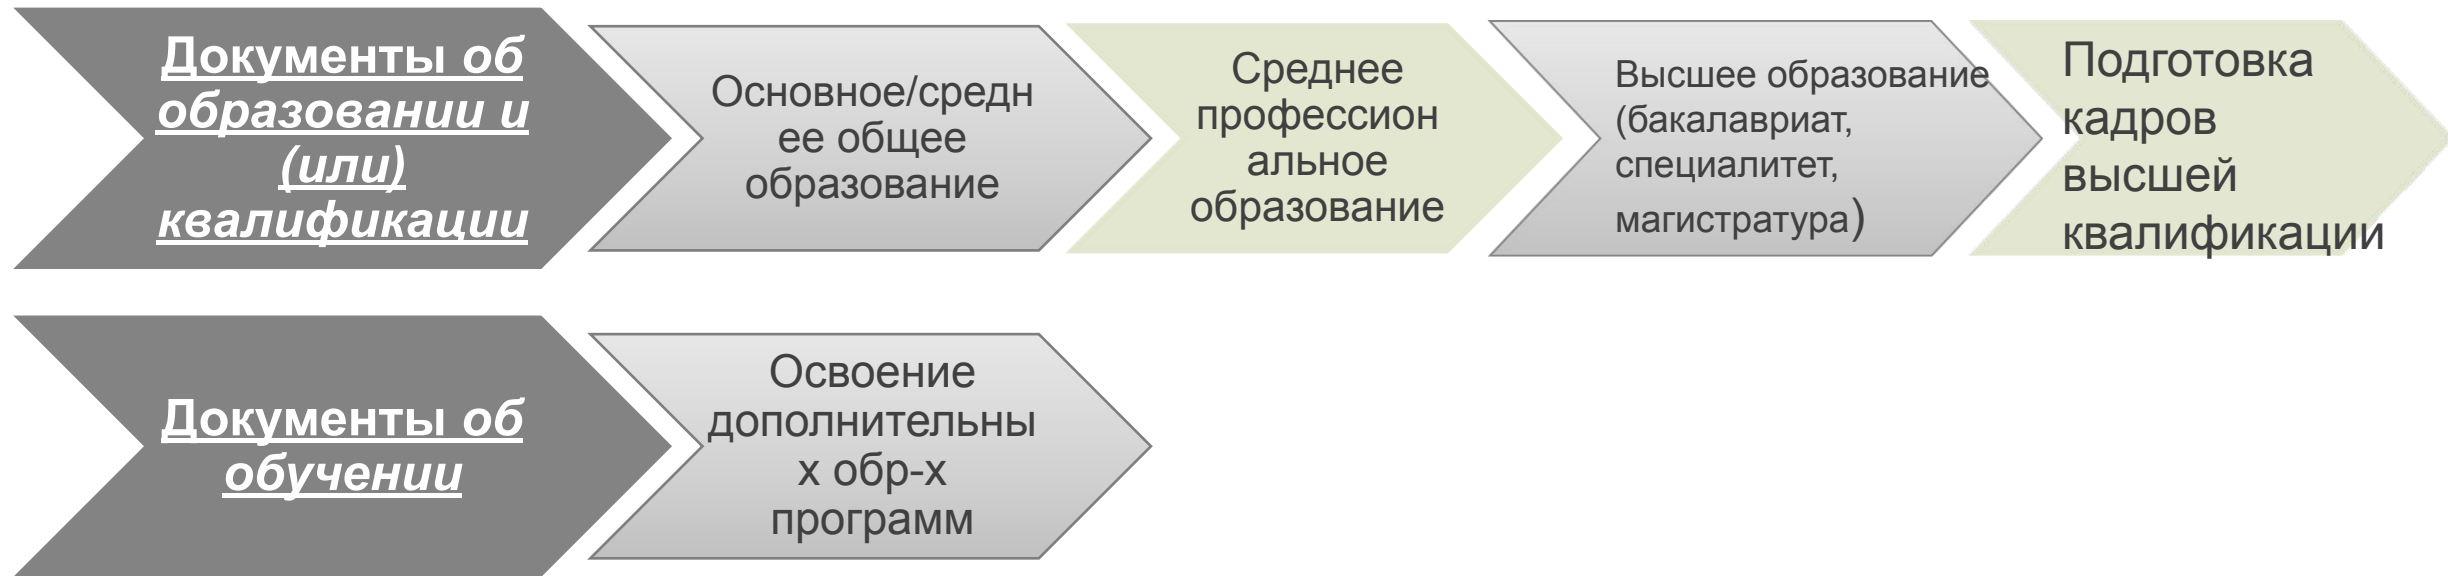 Документы об
образовании и
(или)
квалификации
Основное/средн
ее общее
образование
Среднее
профессион
альное
образование
Высшее образование
(бакалавриат,
специалитет,
магистратура)
Подготовка
кадров
высшей
квалификации
Документы об
обучении
Освоение
дополнительны
х обр-х
программ